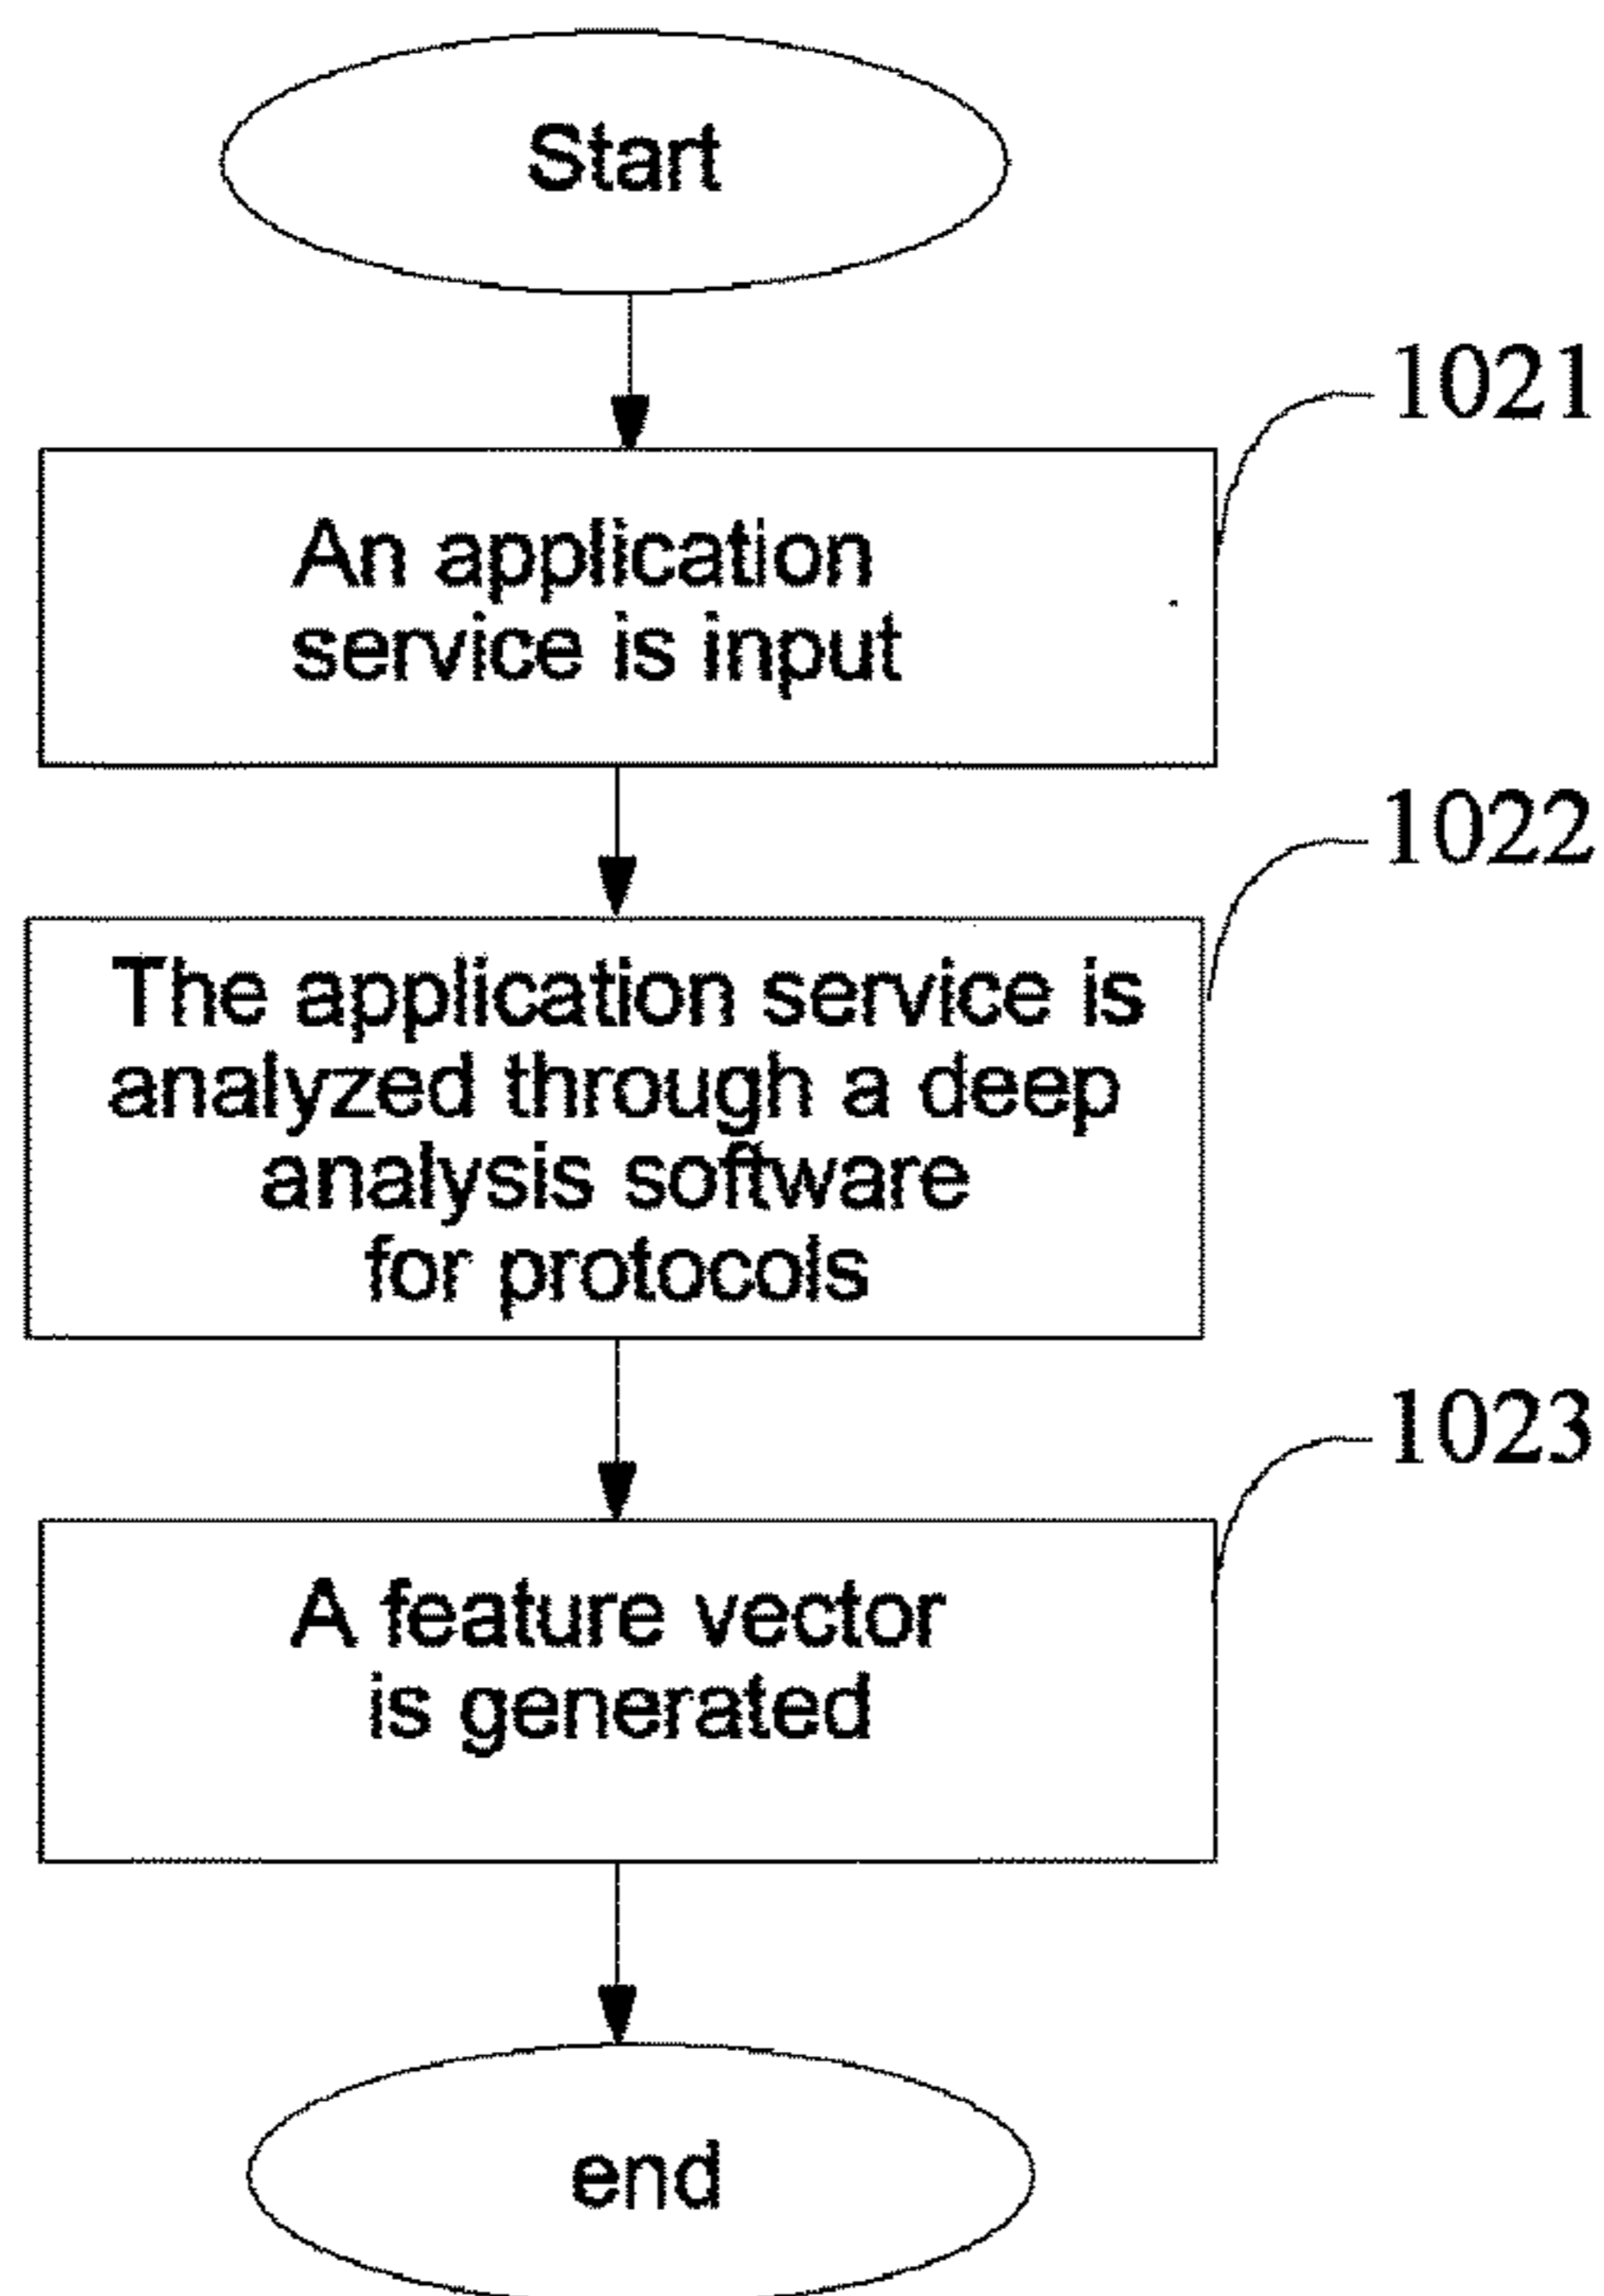 Start
1021
An application
service is input
1022
The application service is
analyzed through a deep
analysis software
for protocols
1023
A feature vector
is generated
end